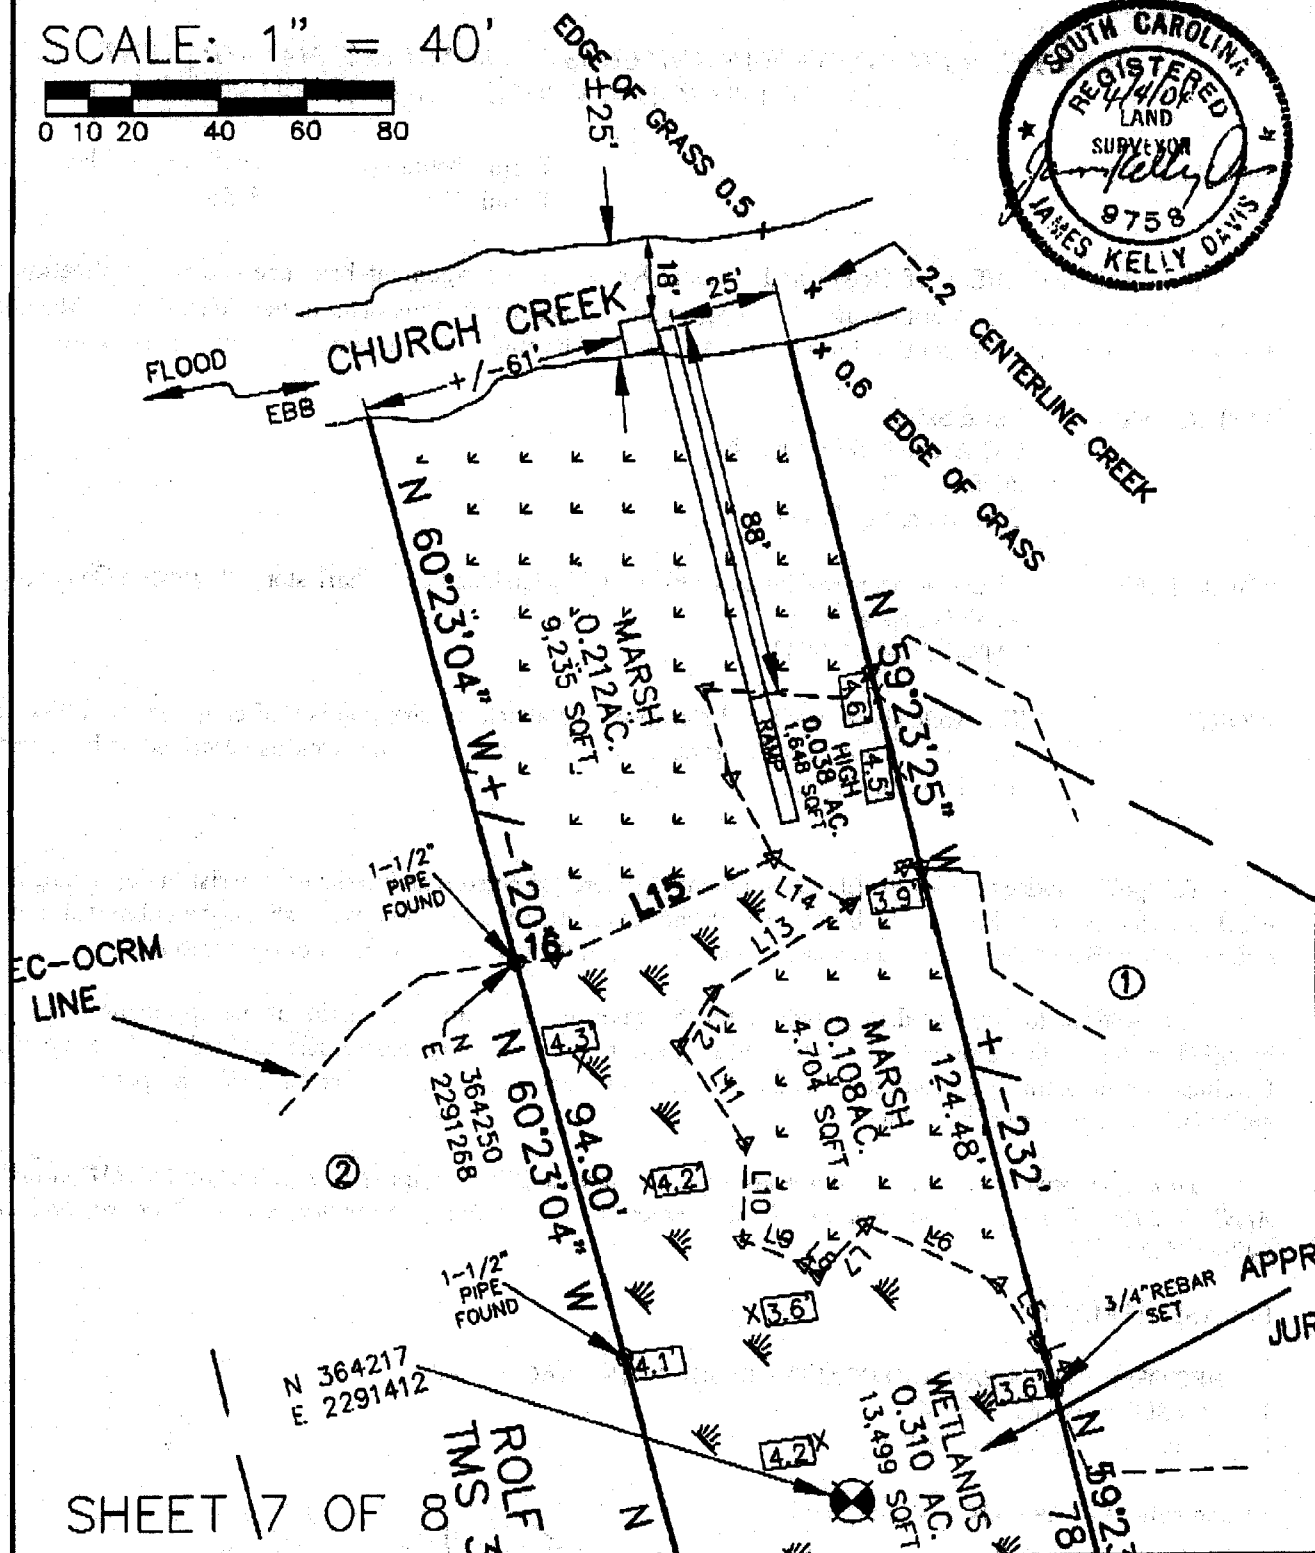 SCALE: 1" = 40'
0 10 20 40 60 80
EDGE OF GRASS 0.5
±25'
SOUTH CAROLINA
REGISTERED
4/4/04
LAND
SURVEYOR
9758
JAMES KELLY DAVIS
18'
25'
-2.2 CENTERLINE CREEK
CHURCH CREEK
+/-61'
FLOOD
EBB
0.6 EDGE OF GRASS
88'
N 60°23'04" W +/-120'
MARSH
0.212AC.
9,235 SQFT.
N 59°23'25" W +/-232'
4.6'
4.5'
RAMP
HIGH
0.038 AC.
1,648 SQFT
1-1/2"
PIPE
FOUND
L15
L14
3.9'
16
L13
EC-OCRM
LINE
1
L12
N 364250
E 2291268
4.3
N 60°23'04" W
94.90'
L11
MARSH
0.108AC.
4,704 SQFT
124.48'
2
4.2'
L10
L9
L8
L7
L6
L5
1-1/2"
PIPE
FOUND
3.6'
3/4"REBAR
SET
APPR
JUR
4.1'
3.6'
N 364217
E 2291412
WETLANDS
0.310 AC.
13,499 SQFT
4.2
N 59°23
78
ROLF
TMS 3
N
SHEET 7 OF 8